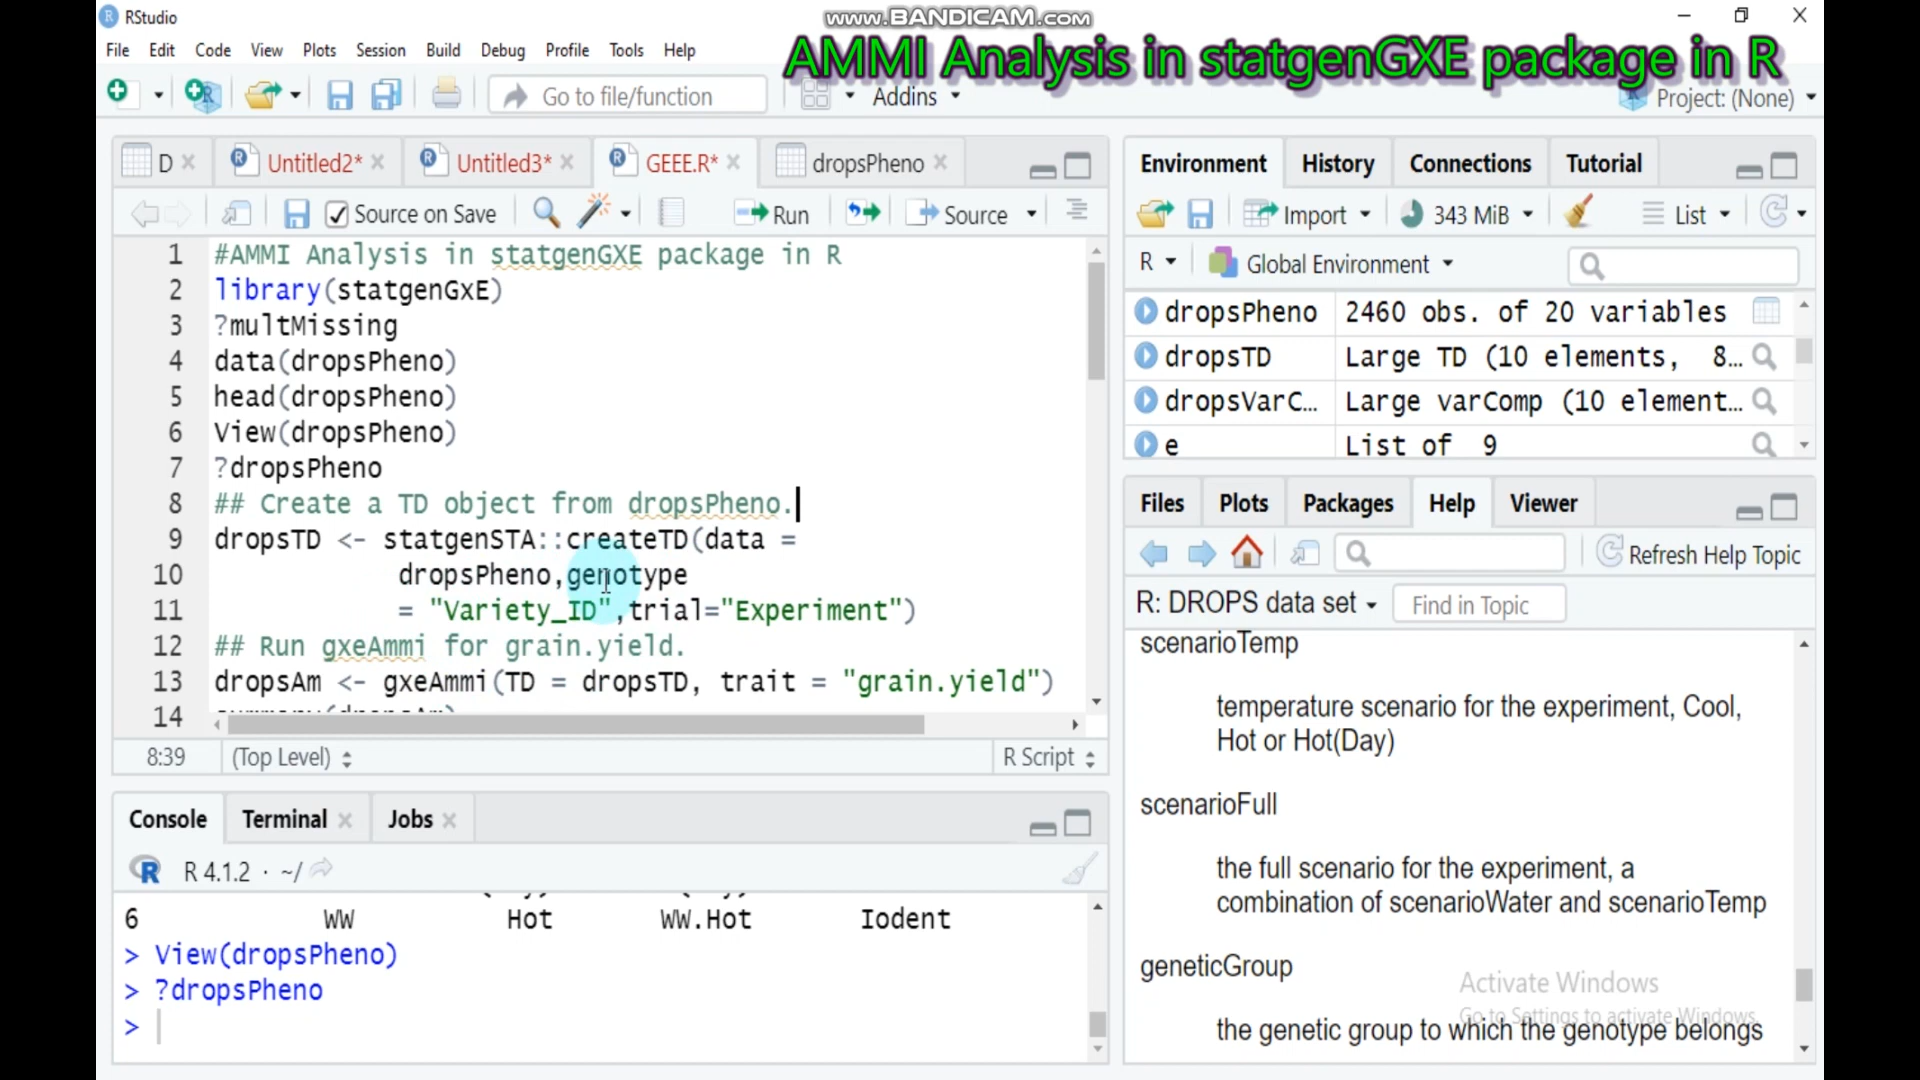 RStudio
www.BANDICAM.com
File Edit Code View Plots Session Build Debug Profile Tools Help
AMMI Analysis in statgenGXE package in R
Go to file/function
Addins
Project: (None)
D
Untitled2*
Untitled3*
GEEE.R*
dropsPheno
Source on Save
Run
Source
1 #AMMI Analysis in statgenGXE package in R
2 library(statgenGxE)
3 ?multMissing
4 data(dropsPheno)
5 head(dropsPheno)
6 View(dropsPheno)
7 ?dropsPheno
8 ## Create a TD object from dropsPheno.
9 dropsTD <- statgenSTA::createTD(data =
10 dropsPheno,genotype
11 = "Variety_ID",trial="Experiment")
12 ## Run gxeAmmi for grain.yield.
13 dropsAm <- gxeAmmi(TD = dropsTD, trait = "grain.yield")
14
8:39 (Top Level) R Script
Console Terminal Jobs
R 4.1.2 · ~/
6 WW Hot WW.Hot Iodent
> View(dropsPheno)
> ?dropsPheno
>
Environment History Connections Tutorial
Import 343 MiB List
R Global Environment
dropsPheno 2460 obs. of 20 variables
dropsTD Large TD (10 elements, 8…
dropsVarC… Large varComp (10 element…
e List of 9
Files Plots Packages Help Viewer
Refresh Help Topic
R: DROPS data set Find in Topic
scenarioTemp
temperature scenario for the experiment, Cool,
Hot or Hot(Day)
scenarioFull
the full scenario for the experiment, a
combination of scenarioWater and scenarioTemp
geneticGroup
Activate Windows
Go to Settings to activate Windows.
the genetic group to which the genotype belongs